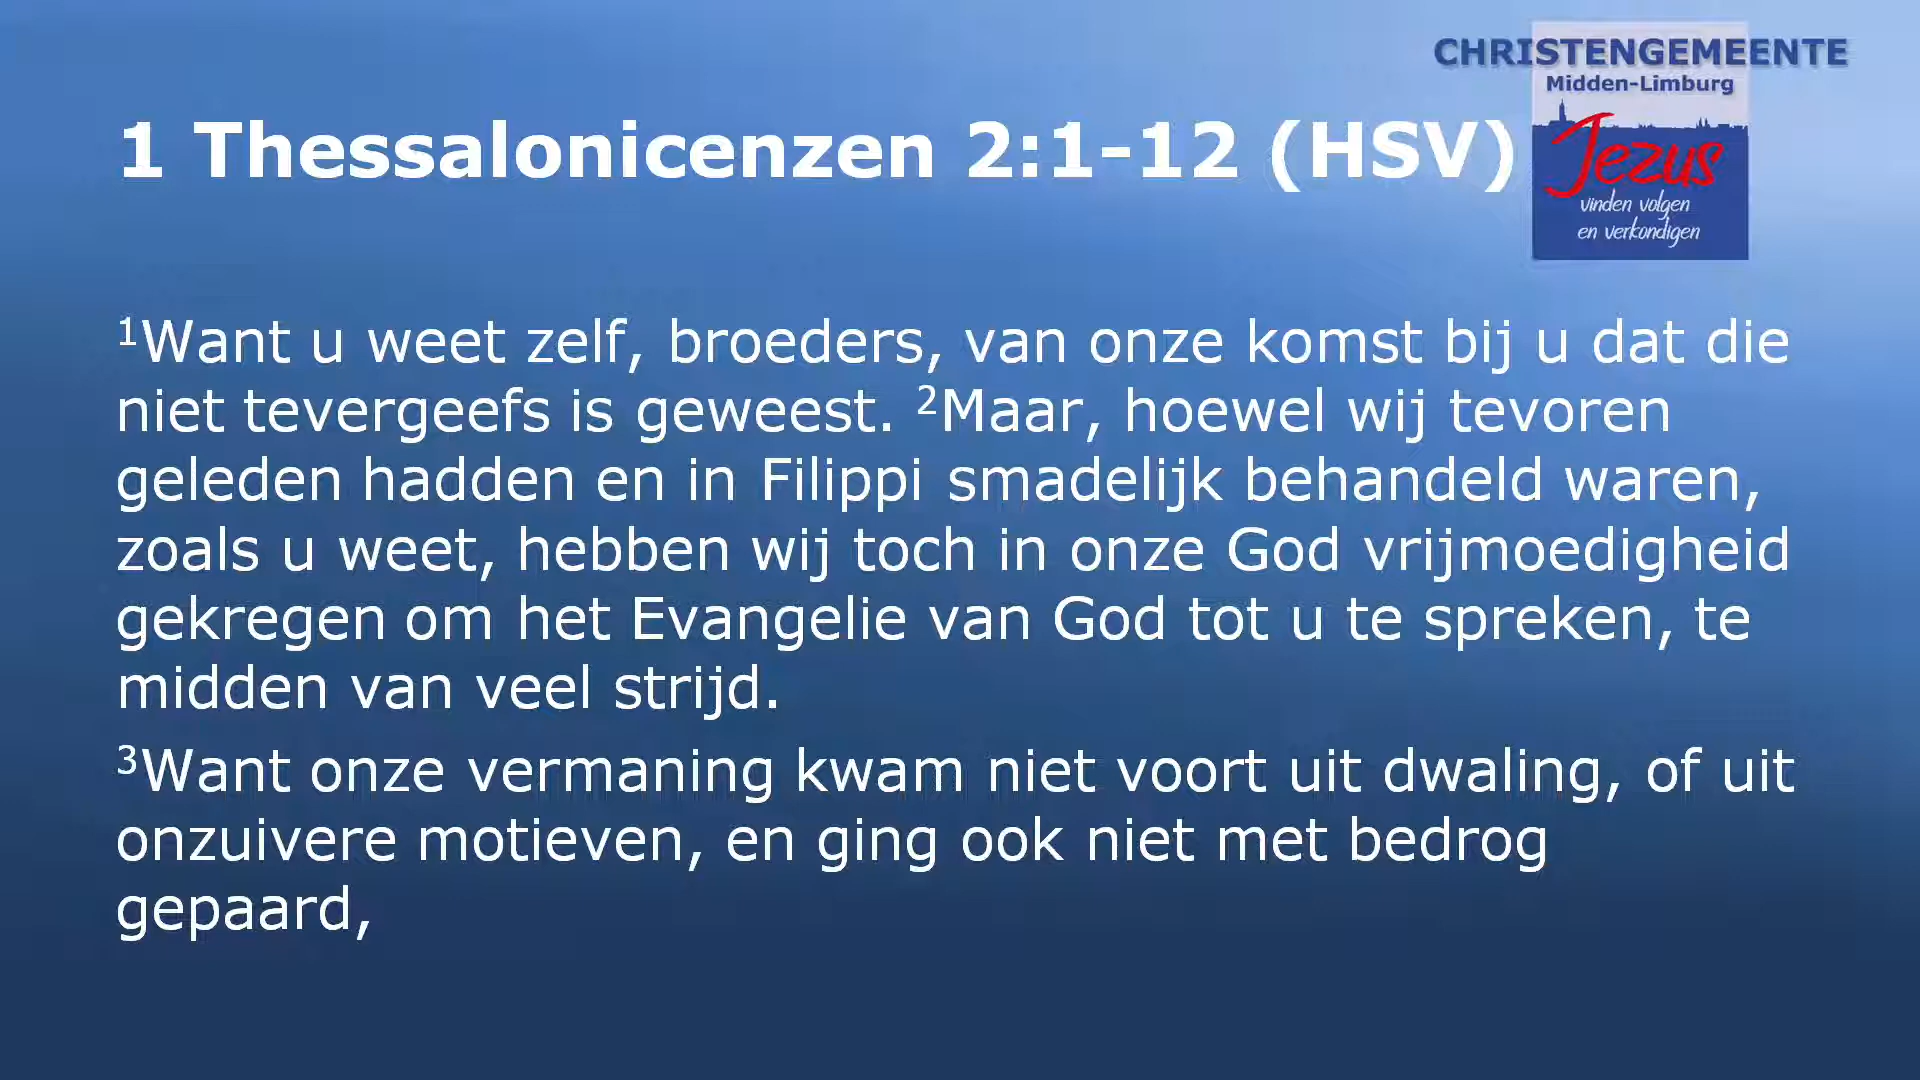 CHRISTENGEMEENTE
Midden-Limburg
Jezus
vinden volgen
en verkondigen
1 Thessalonicenzen 2:1-12 (HSV)
¹Want u weet zelf, broeders, van onze komst bij u dat die
niet tevergeefs is geweest. ²Maar, hoewel wij tevoren
geleden hadden en in Filippi smadelijk behandeld waren,
zoals u weet, hebben wij toch in onze God vrijmoedigheid
gekregen om het Evangelie van God tot u te spreken, te
midden van veel strijd.
³Want onze vermaning kwam niet voort uit dwaling, of uit
onzuivere motieven, en ging ook niet met bedrog
gepaard,